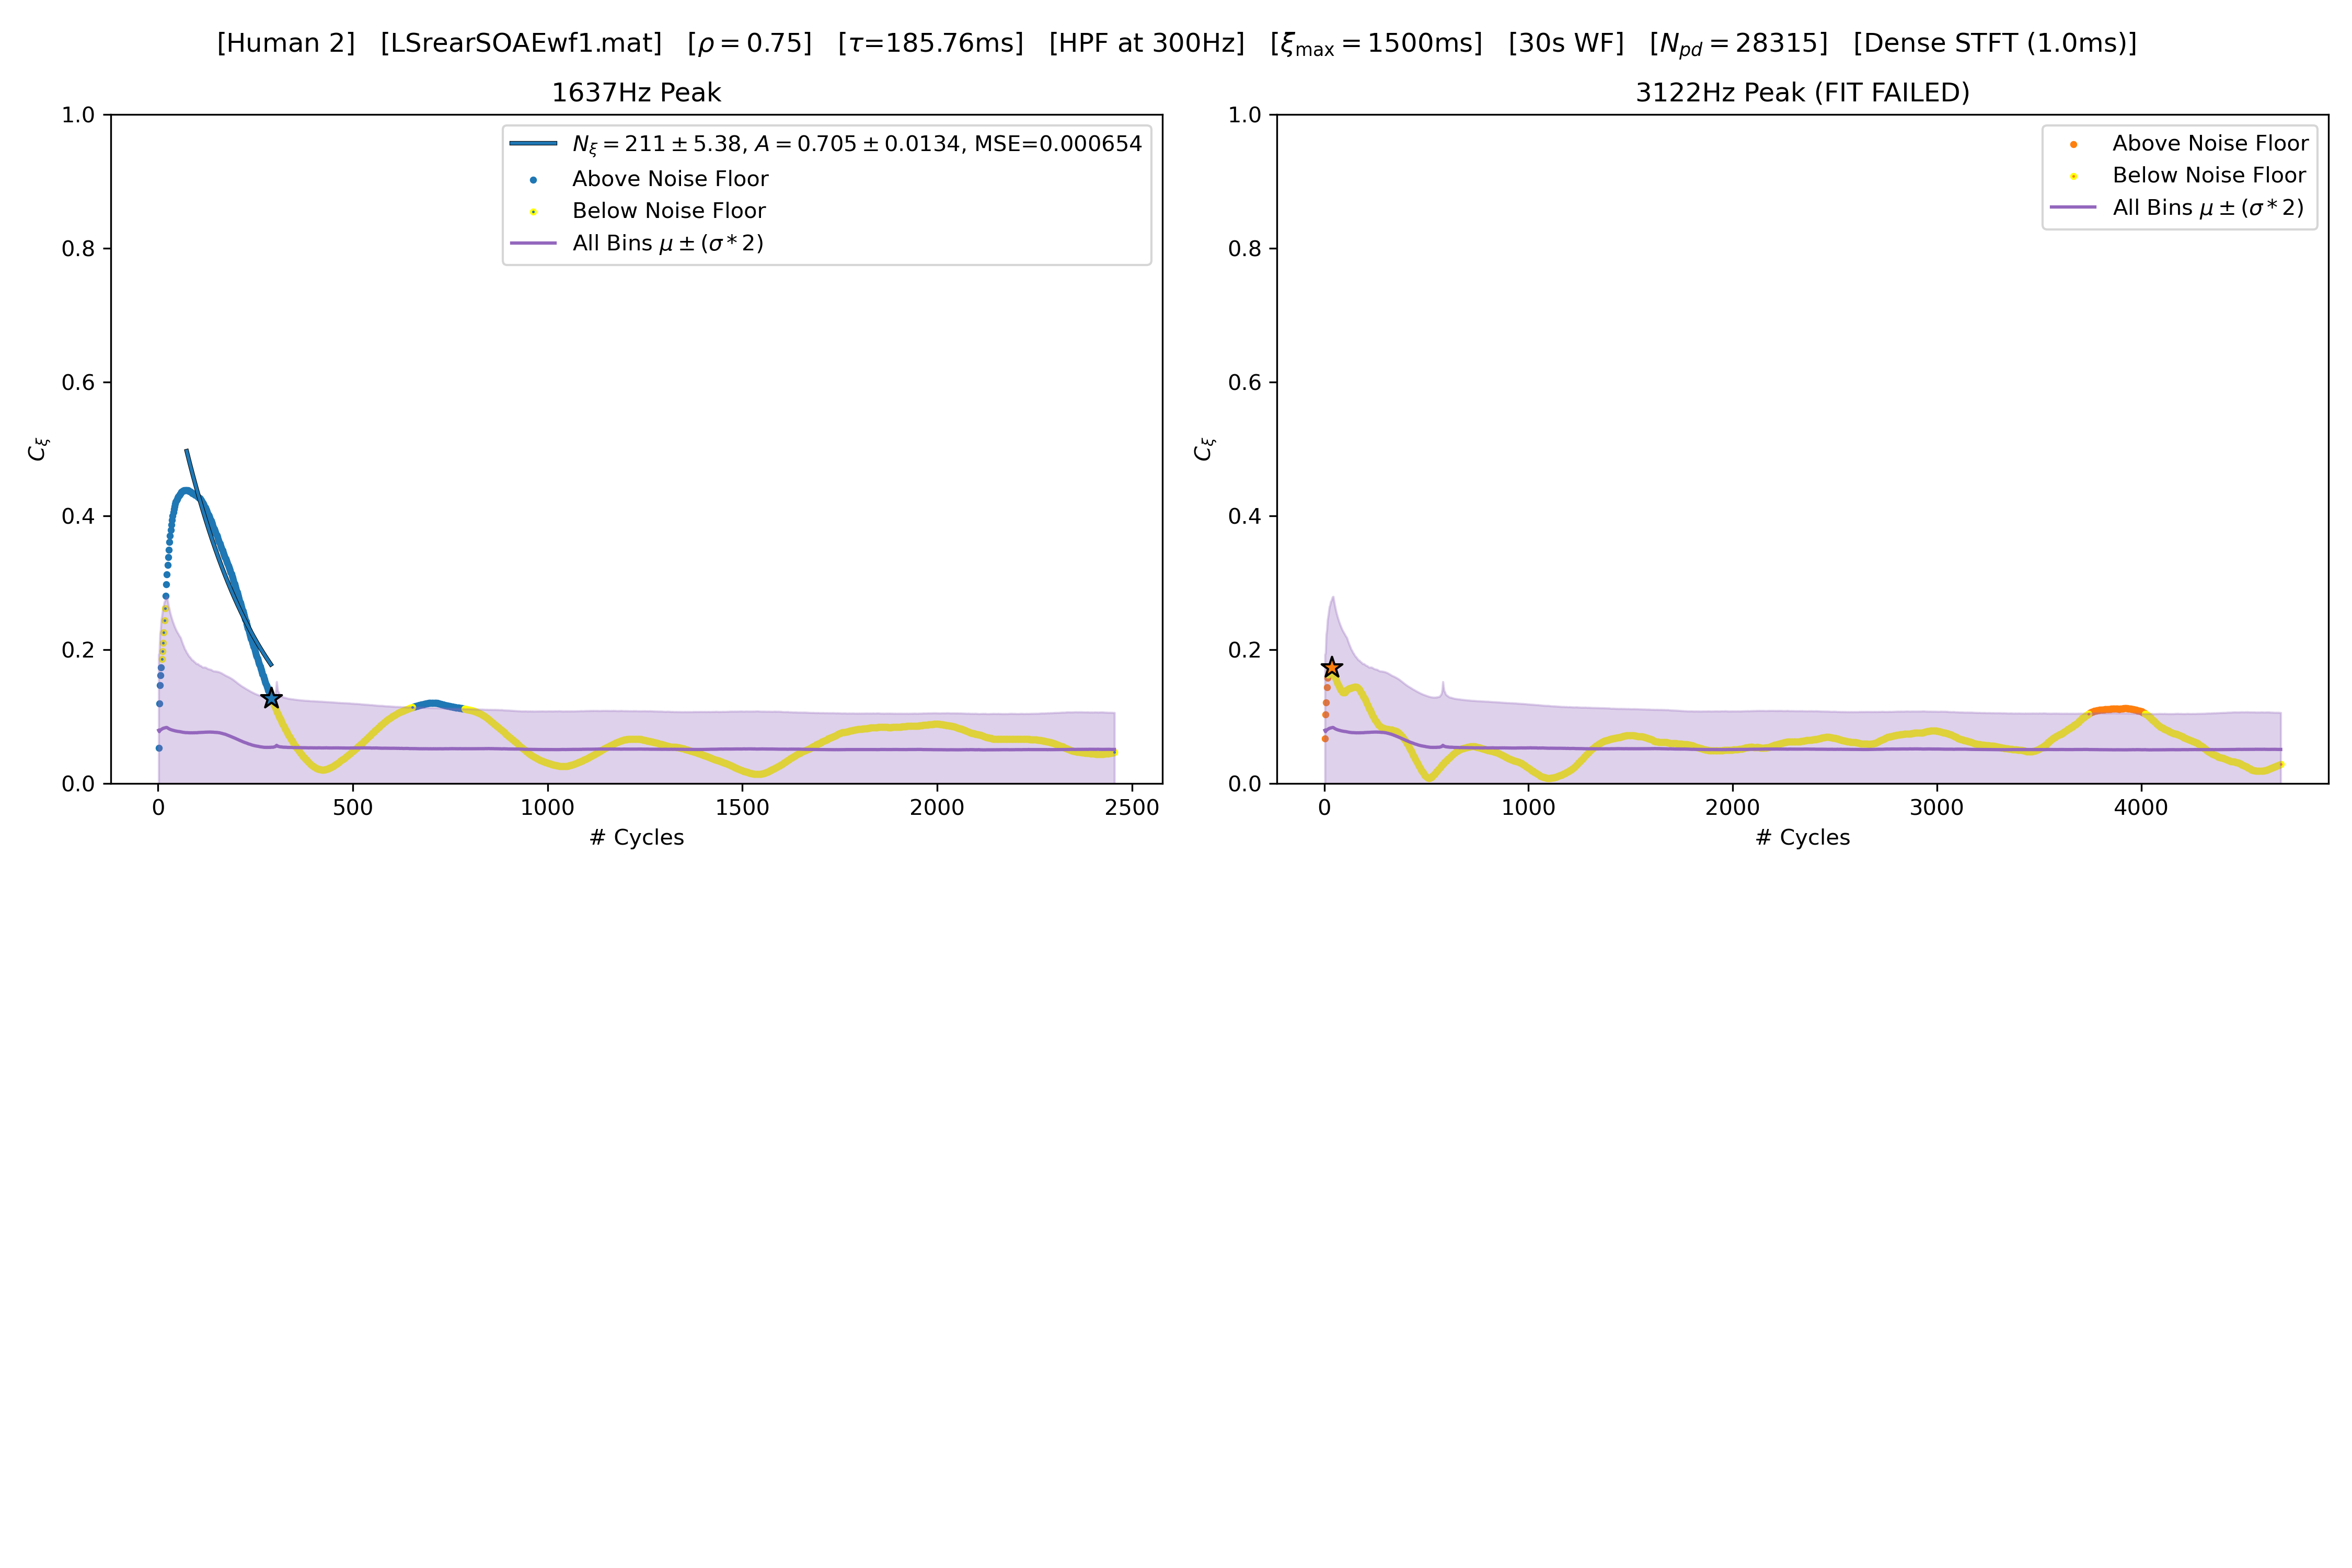 [Human 2] [LSrearSOAEwf1.mat] [ρ = 0.75] [τ=185.76ms] [HPF at 300Hz] [ξmax = 1500ms] [30s WF] [Npd = 28315] [Dense STFT (1.0ms)]
1637Hz Peak
Nξ = 211 ± 5.38, A = 0.705 ± 0.0134, MSE=0.000654
Above Noise Floor
Below Noise Floor
All Bins μ ± (σ * 2)
1.0
0.8
0.6
0.4
0.2
0.0
Cξ
0 500 1000 1500 2000 2500
# Cycles
3122Hz Peak (FIT FAILED)
Above Noise Floor
Below Noise Floor
All Bins μ ± (σ * 2)
1.0
0.8
0.6
0.4
0.2
0.0
Cξ
0 1000 2000 3000 4000
# Cycles